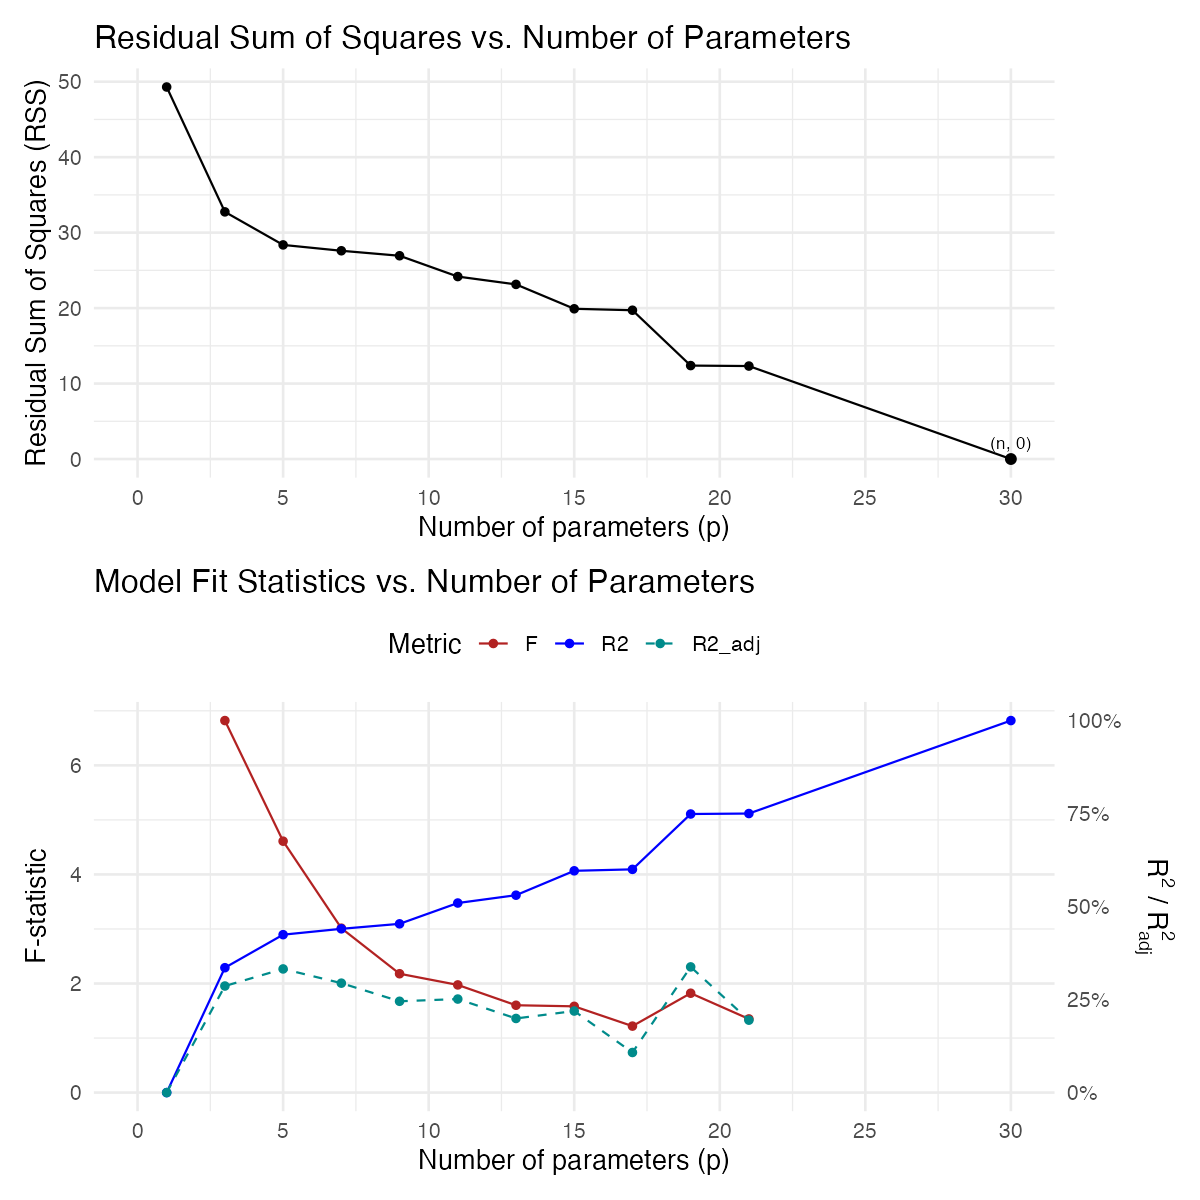 Residual Sum of Squares vs. Number of Parameters
Residual Sum of Squares (RSS)
50
40
30
20
10
0
(n, 0)
0 5 10 15 20 25 30
Number of parameters (p)
Model Fit Statistics vs. Number of Parameters
Metric F R2 R2_adj
F-statistic
6
4
2
0
100%
75%
50%
25%
0%
R² / R²adj
0 5 10 15 20 25 30
Number of parameters (p)